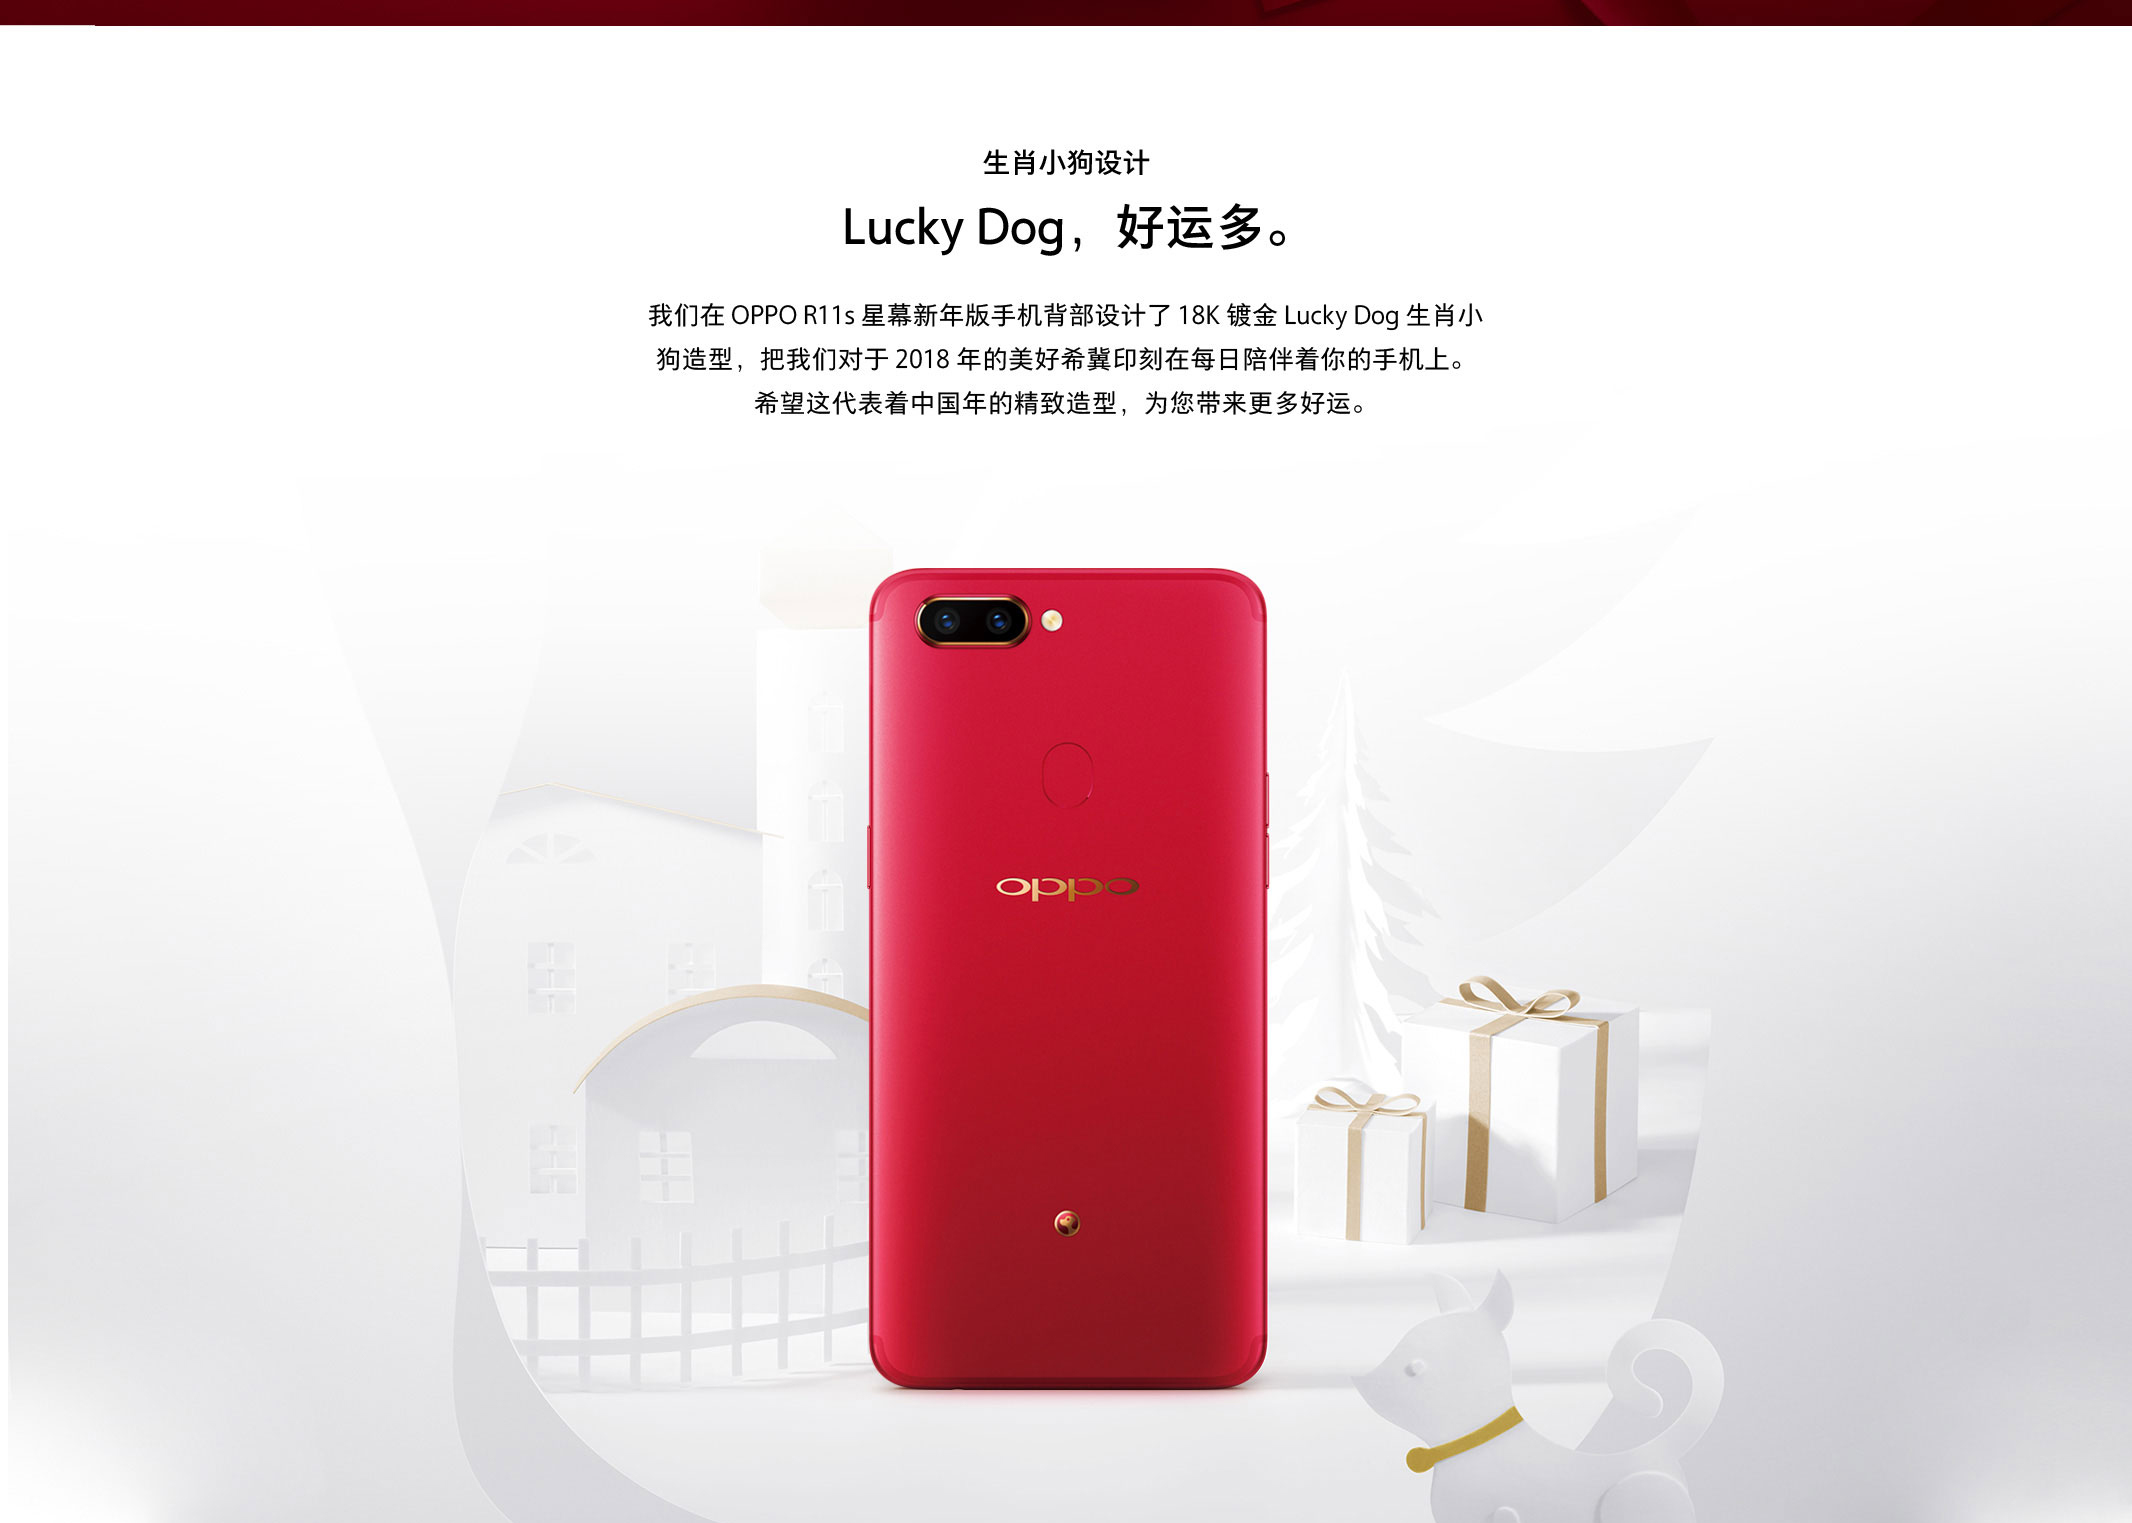 生肖小狗设计
Lucky Dog，好运多。
我们在 OPPO R11s 星幕新年版手机背部设计了 18K 镀金 Lucky Dog 生肖小
狗造型，把我们对于 2018 年的美好希冀印刻在每日陪伴着你的手机上。
希望这代表着中国年的精致造型，为您带来更多好运。
oppo